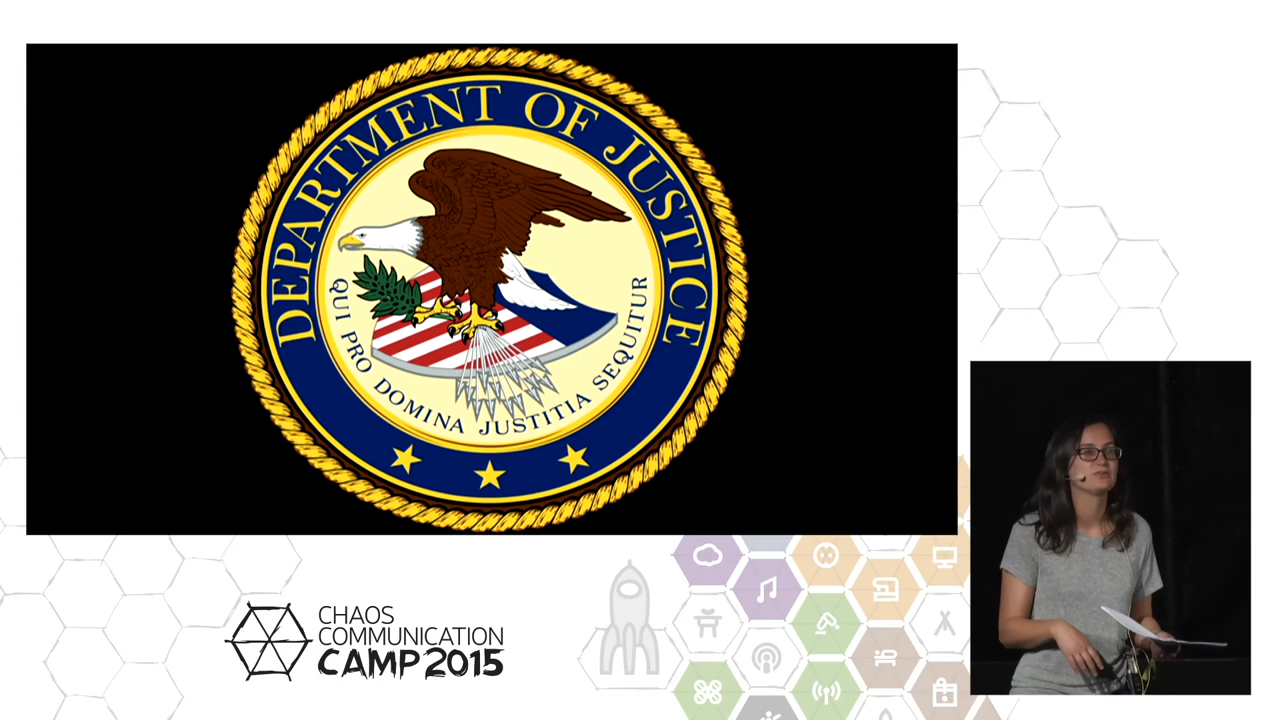 DEPARTMENT OF JUSTICE
QUI PRO DOMINA JUSTITIA SEQUITUR
CHAOS
COMMUNICATION
CAMP 2015